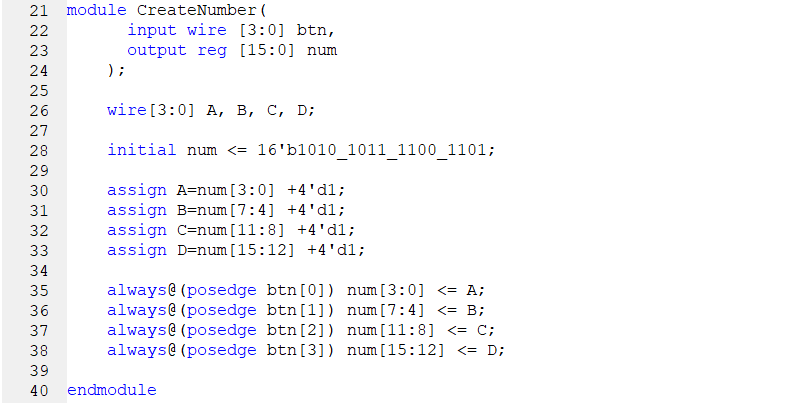 21 module CreateNumber(
22 input wire [3:0] btn,
23 output reg [15:0] num
24 );
25
26 wire[3:0] A, B, C, D;
27
28 initial num <= 16'b1010_1011_1100_1101;
29
30 assign A=num[3:0] +4'd1;
31 assign B=num[7:4] +4'd1;
32 assign C=num[11:8] +4'd1;
33 assign D=num[15:12] +4'd1;
34
35 always@(posedge btn[0]) num[3:0] <= A;
36 always@(posedge btn[1]) num[7:4] <= B;
37 always@(posedge btn[2]) num[11:8] <= C;
38 always@(posedge btn[3]) num[15:12] <= D;
39
40 endmodule